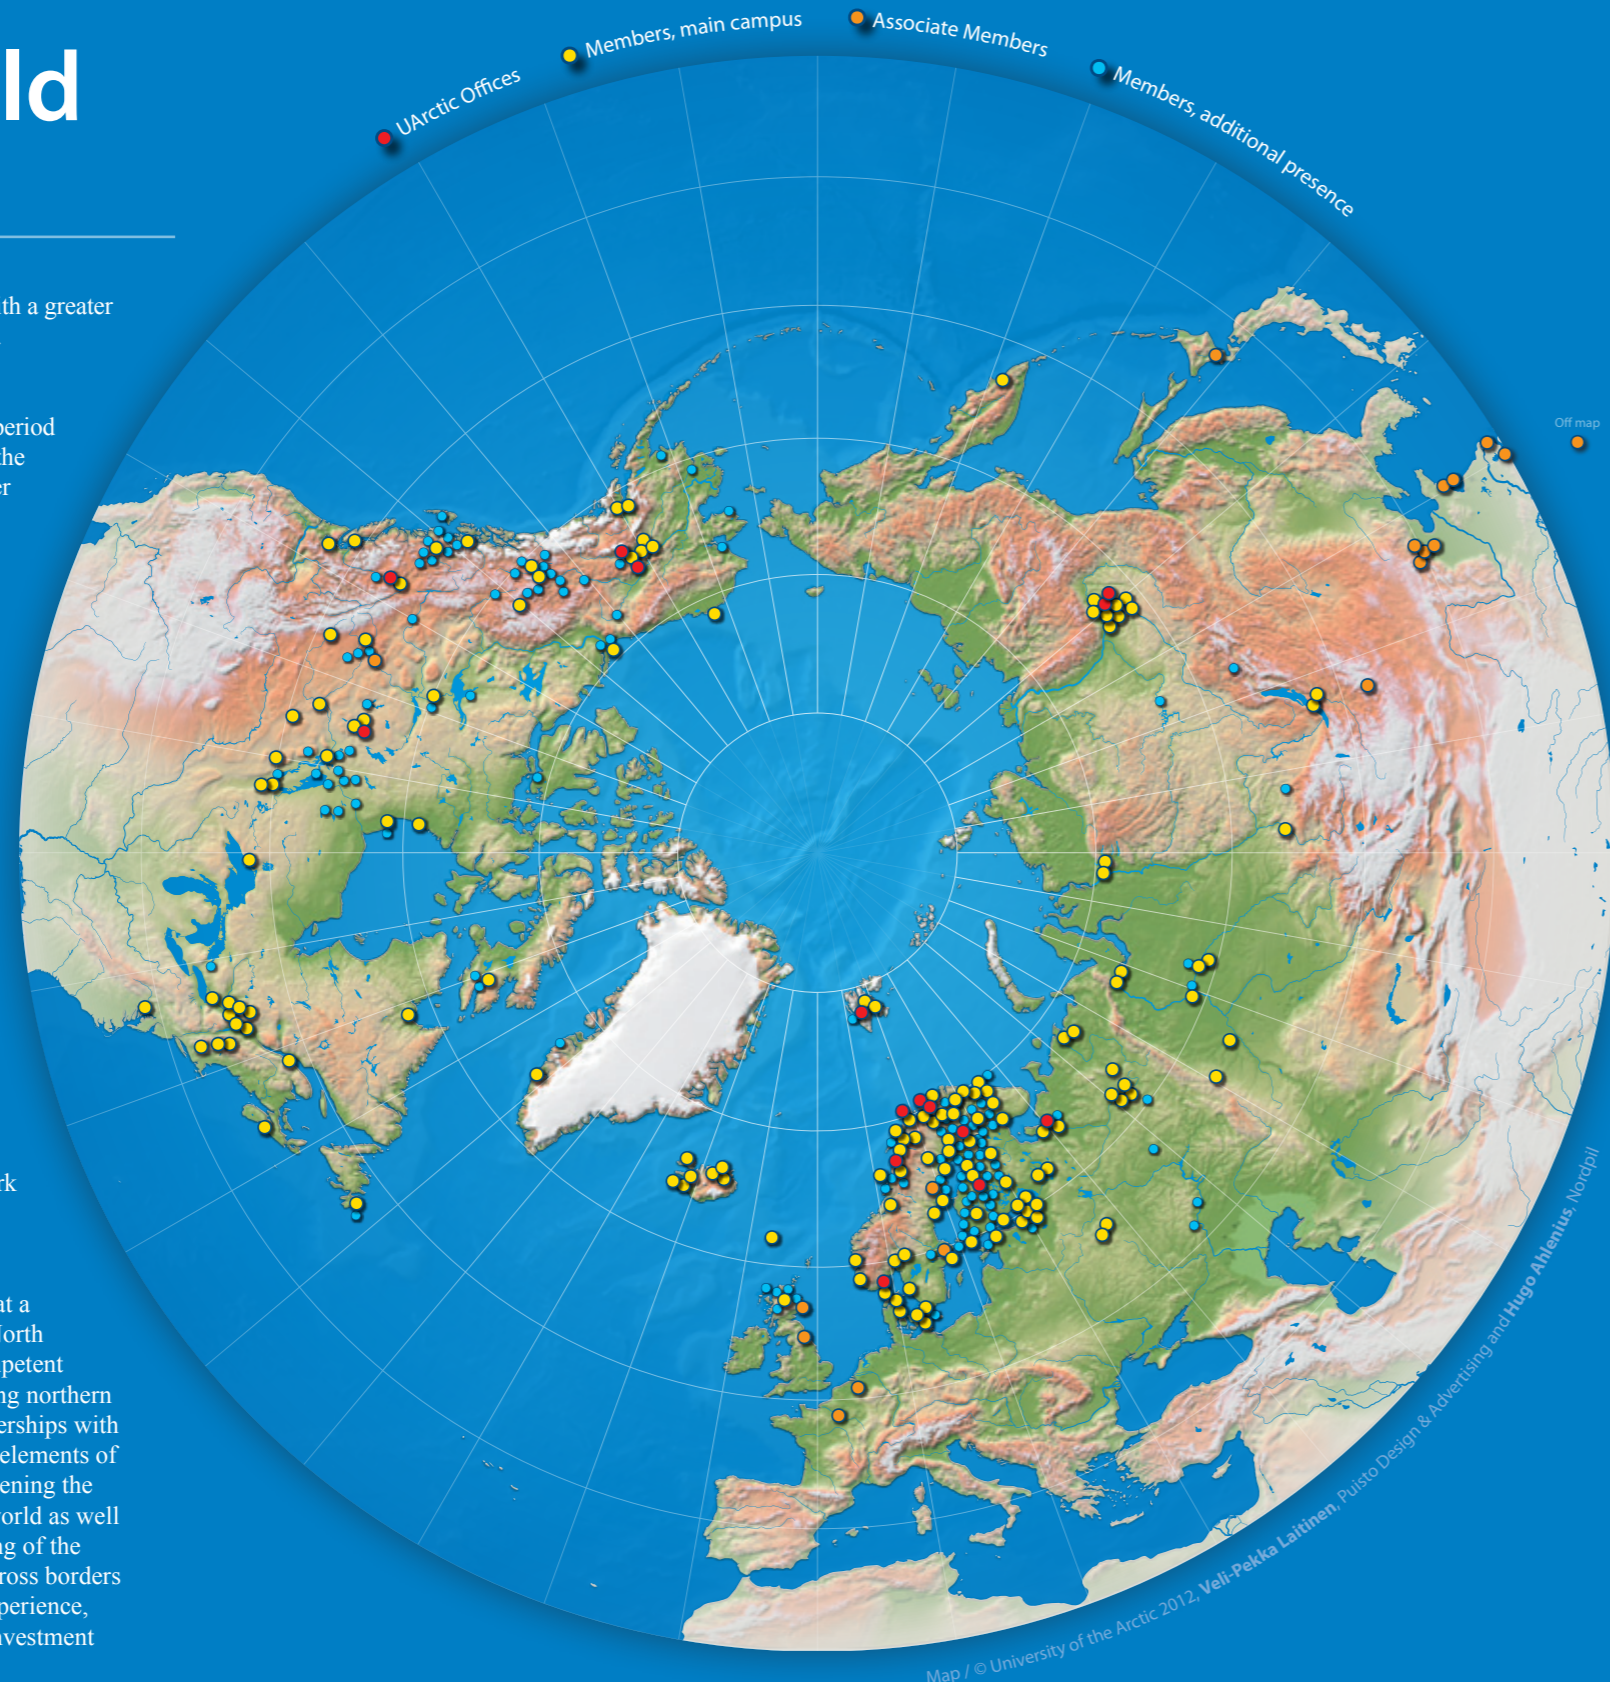 ld
UArctic Offices
Members, main campus
Associate Members
Members, additional presence
th a greater
period
the
er
Off map
rk
at a
North
petent
ng northern
erships with
elements of
ening the
world as well
ng of the
ross borders
perience,
nvestment
Map / © University of the Arctic 2012, Veli-Pekka Laitinen, Puisto Design & Advertising and Hugo Ahlenius, Nordpil